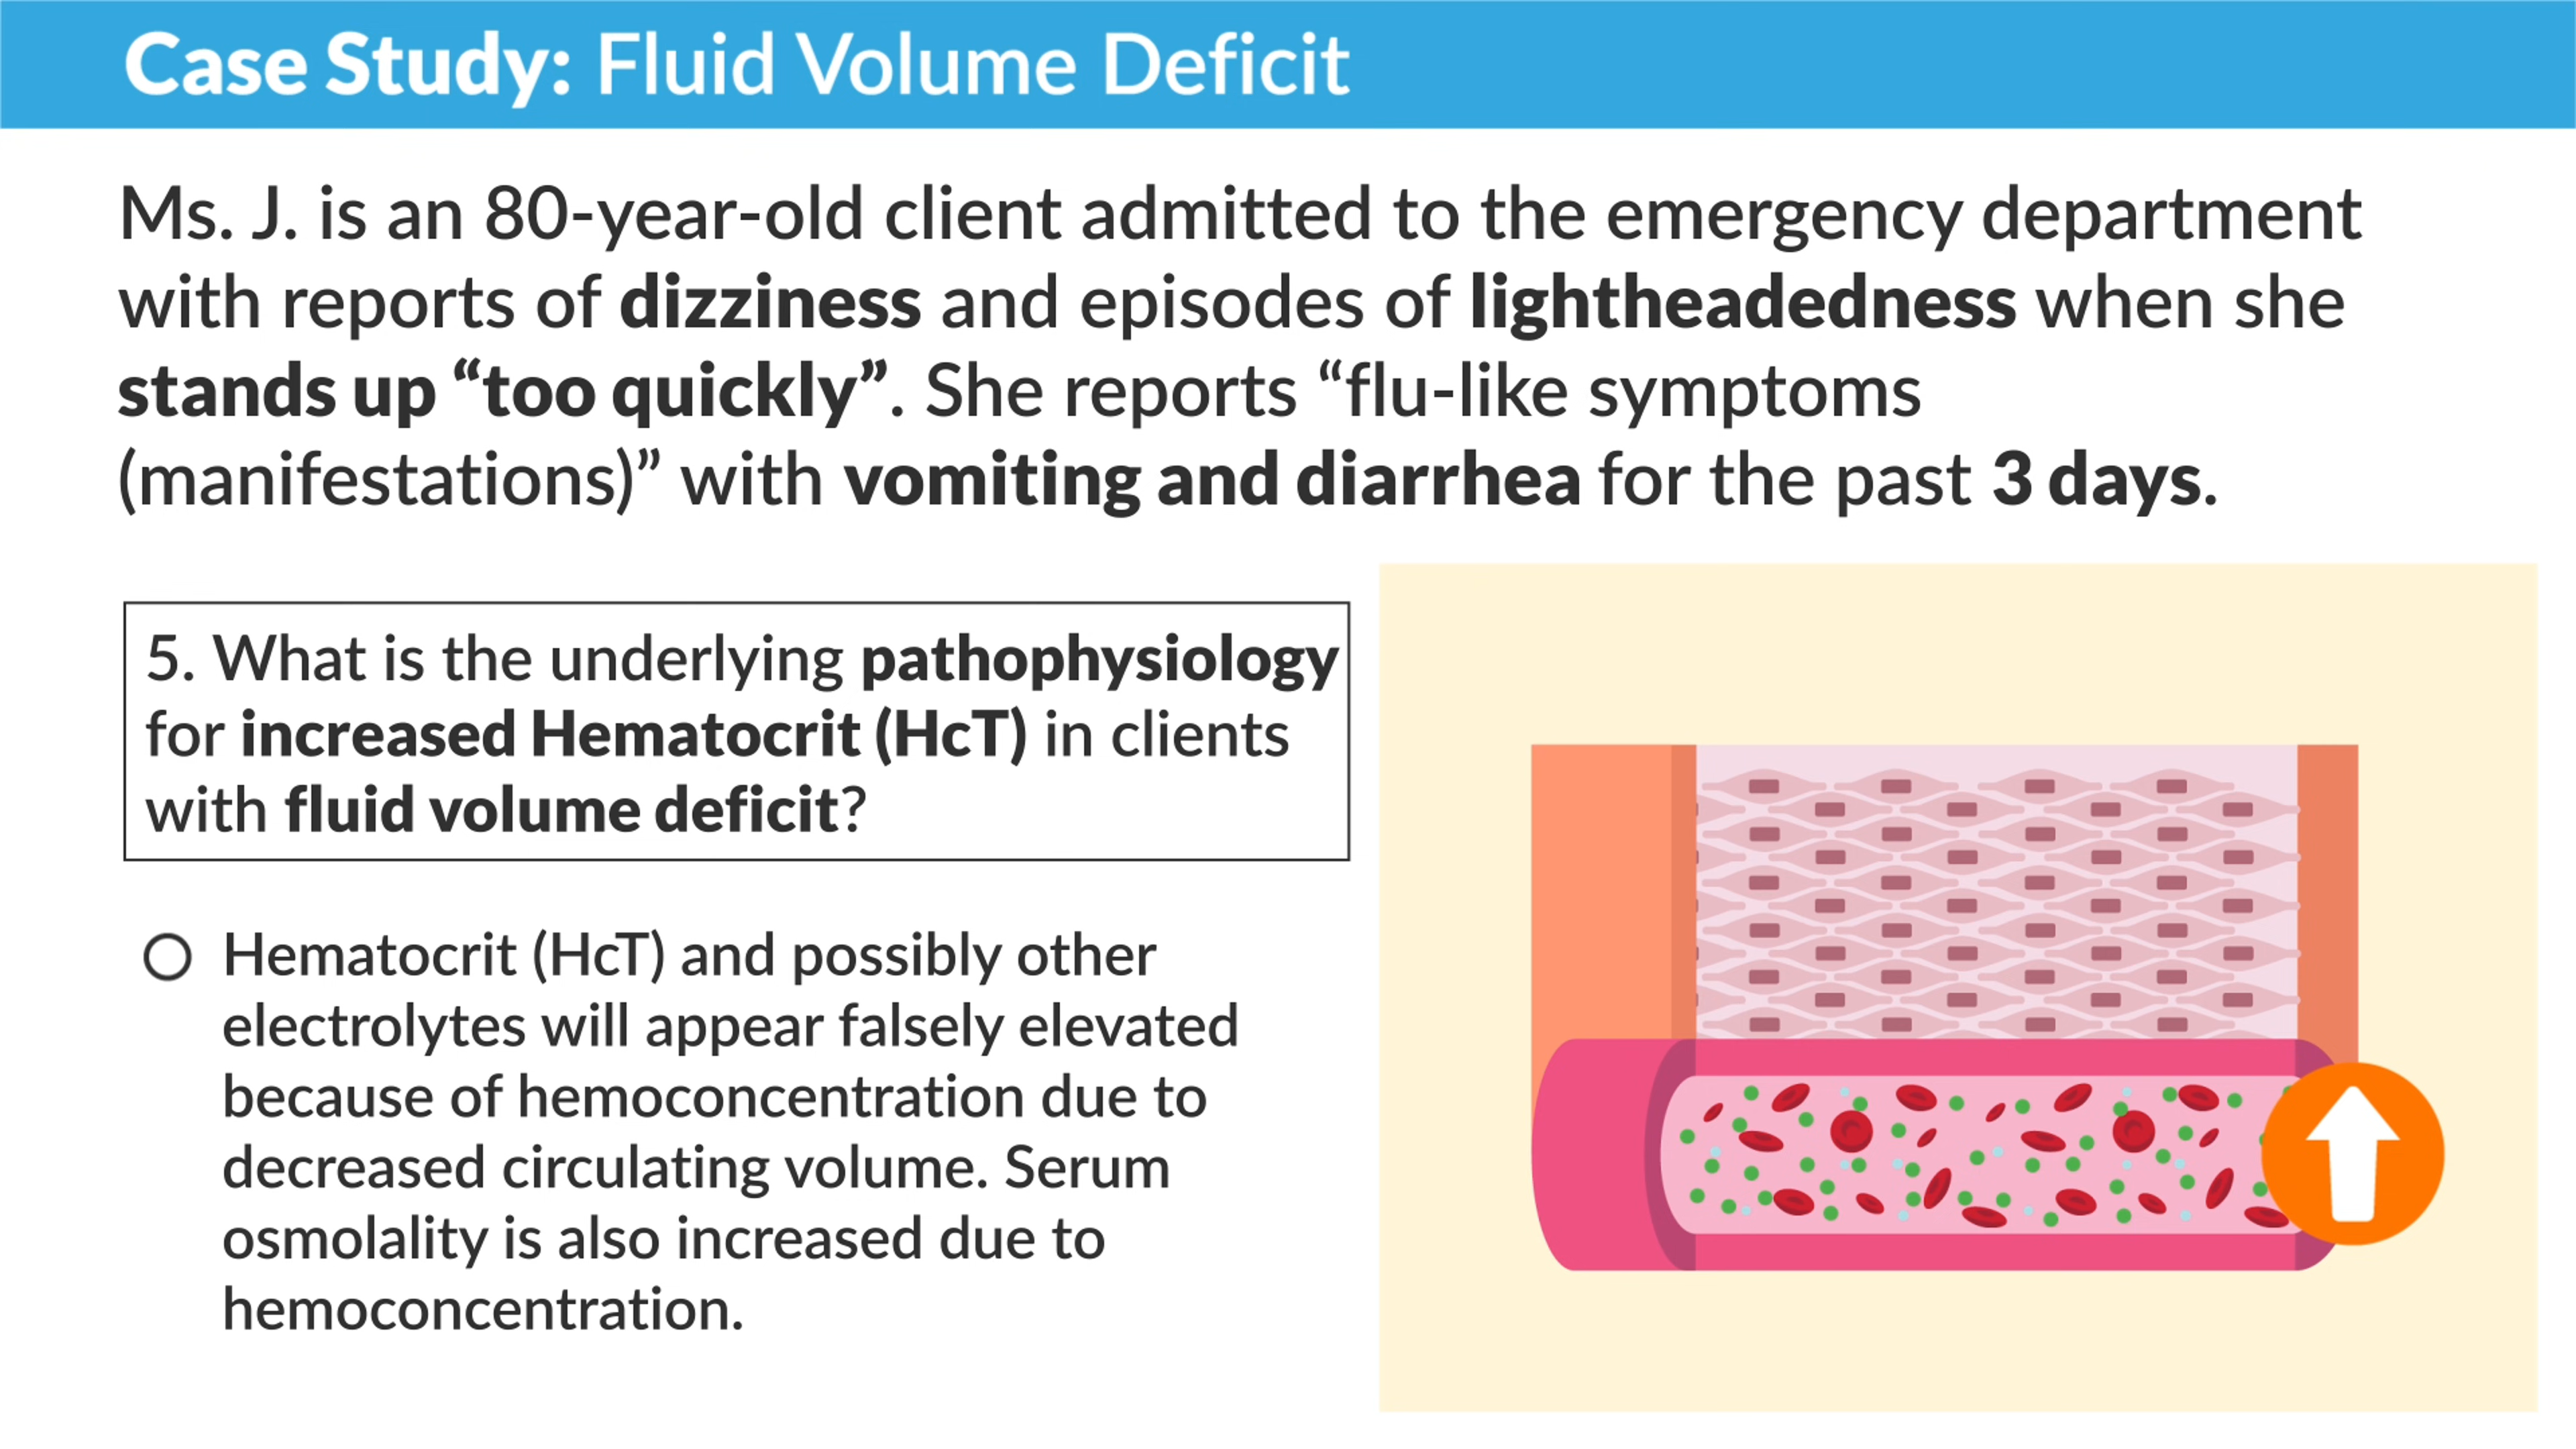 Case Study: Fluid Volume Deficit
Ms. J. is an 80-year-old client admitted to the emergency department
with reports of dizziness and episodes of lightheadedness when she
stands up “too quickly”. She reports “flu-like symptoms
(manifestations)” with vomiting and diarrhea for the past 3 days.
5. What is the underlying pathophysiology
for increased Hematocrit (HcT) in clients
with fluid volume deficit?
Hematocrit (HcT) and possibly other
electrolytes will appear falsely elevated
because of hemoconcentration due to
decreased circulating volume. Serum
osmolality is also increased due to
hemoconcentration.